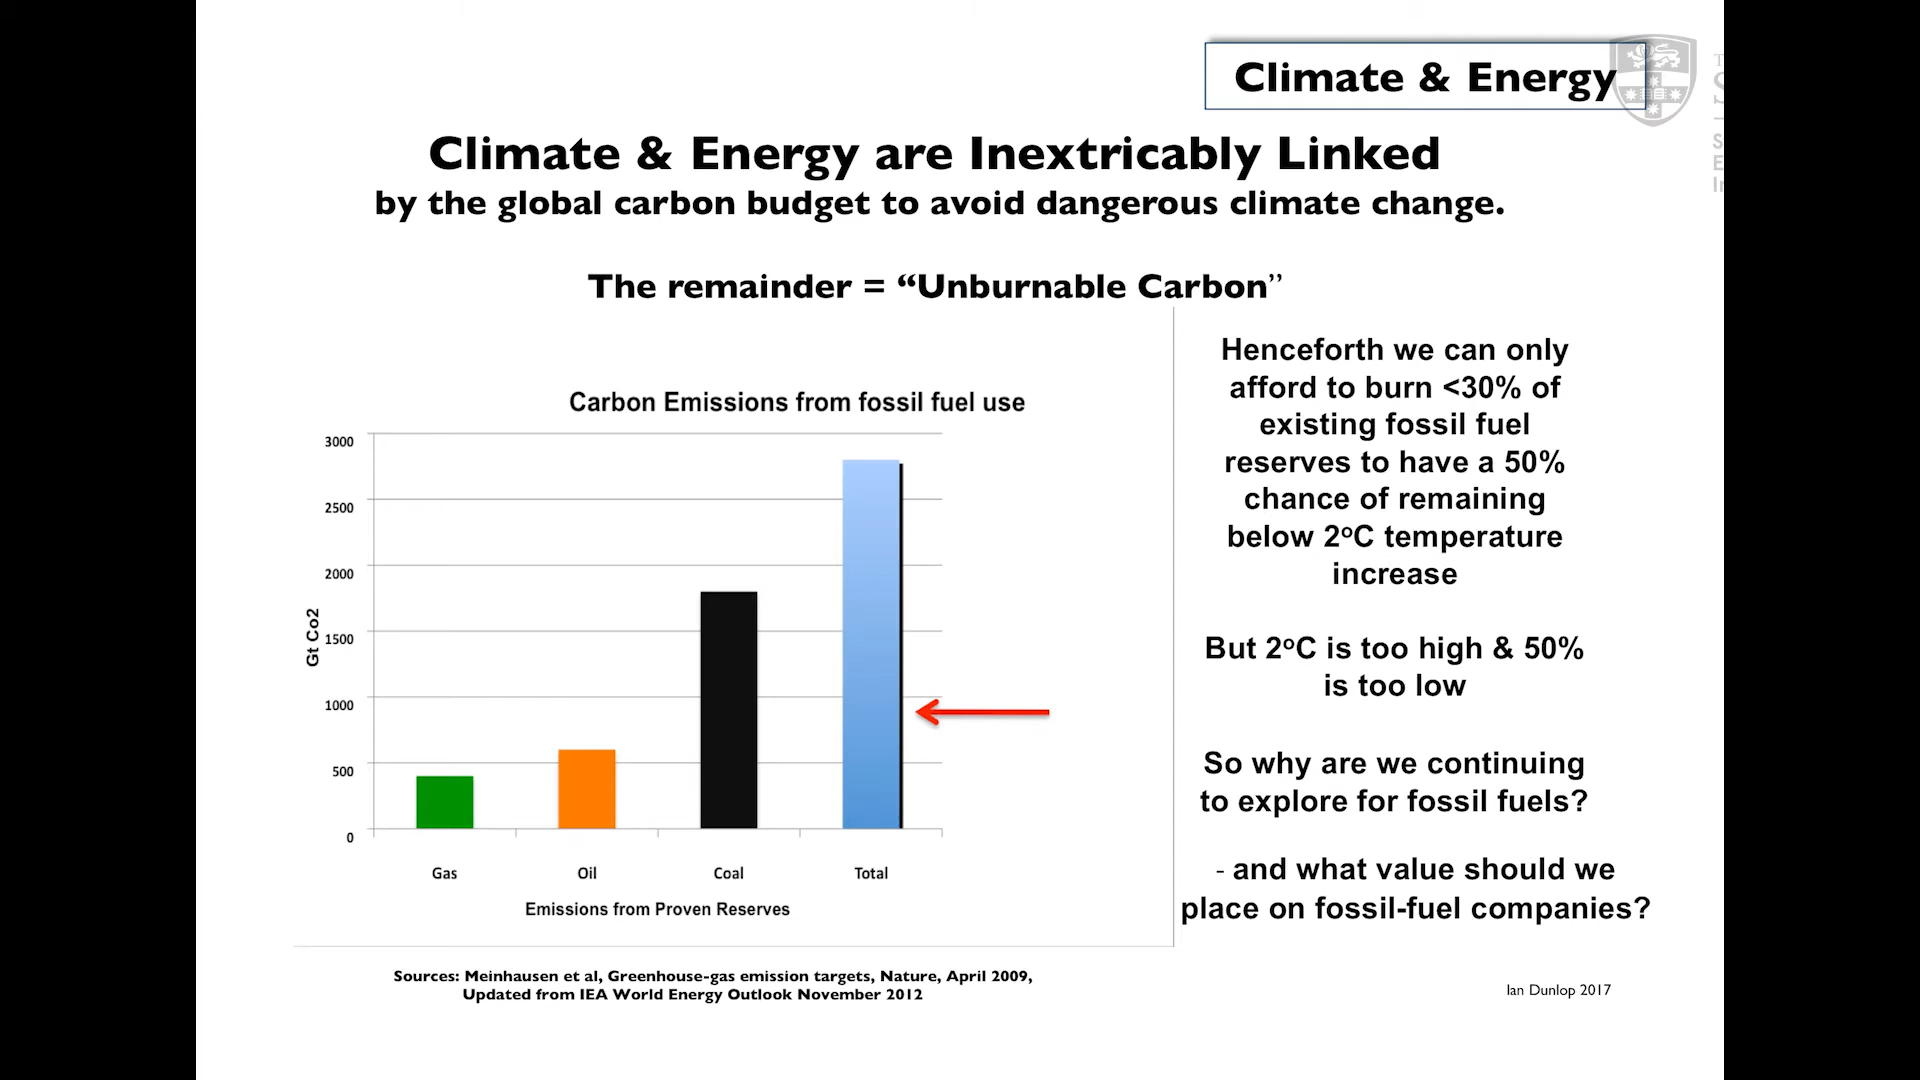 Climate & Energy
Climate & Energy are Inextricably Linked
by the global carbon budget to avoid dangerous climate change.
The remainder = “Unburnable Carbon”
Carbon Emissions from fossil fuel use
3000
2500
2000
1500
1000
500
0
Gt Co2
Gas
Oil
Coal
Total
Emissions from Proven Reserves
Henceforth we can only
afford to burn <30% of
existing fossil fuel
reserves to have a 50%
chance of remaining
below 2ºC temperature
increase
But 2ºC is too high & 50%
is too low
So why are we continuing
to explore for fossil fuels?
- and what value should we
place on fossil-fuel companies?
Sources: Meinhausen et al, Greenhouse-gas emission targets, Nature, April 2009,
Updated from IEA World Energy Outlook November 2012
Ian Dunlop 2017